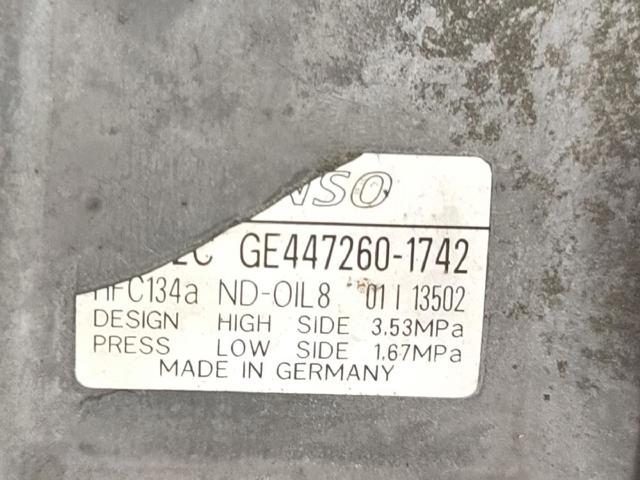 NSO
C GE447260-1742
HFC134a ND-OIL8 01 I 13502
DESIGN HIGH SIDE 3.53MPa
PRESS LOW SIDE 1.67MPa
MADE IN GERMANY